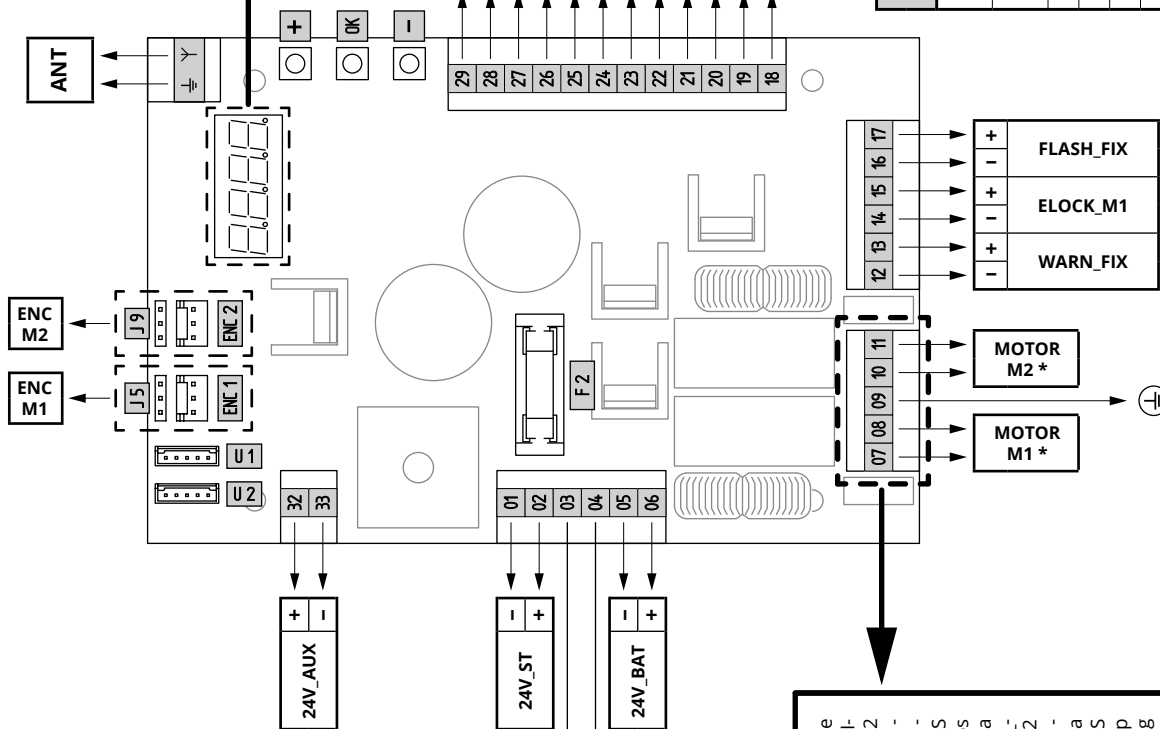 +
OK
−
ANT
29
28
27
26
25
24
23
22
21
20
19
18
17
16
15
14
13
12
+
−
FLASH_FIX
+
−
ELOCK_M1
+
−
WARN_FIX
ENC
M2
J9
ENC 2
ENC
M1
J5
ENC 1
F2
11
10
09
08
07
MOTOR
M2 *
MOTOR
M1 *
U1
U2
32
33
01
02
03
04
05
06
+
−
24V_AUX
−
+
24V_ST
−
+
24V_BAT